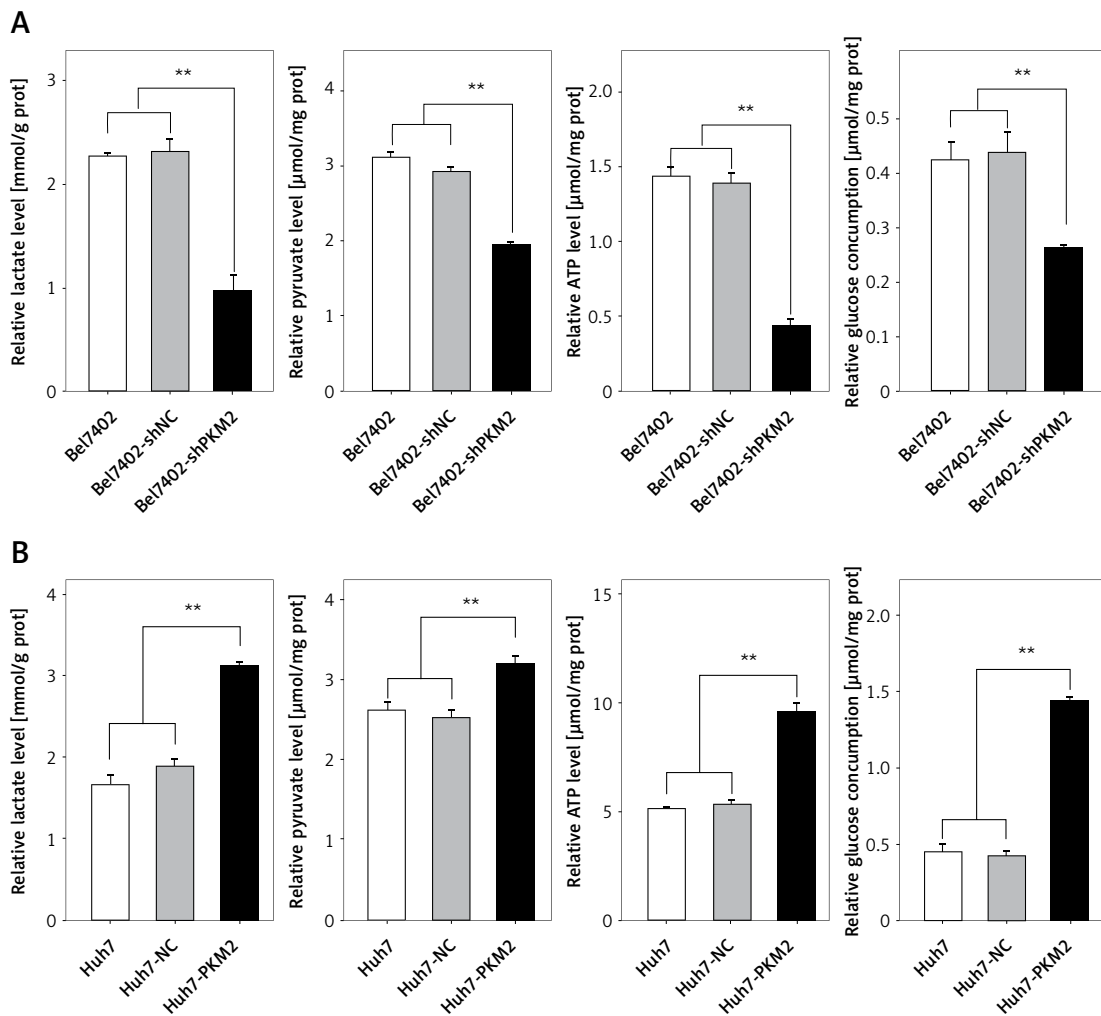 A
Relative lactate level [mmol/g prot]
3
2
1
0
**
Bel7402
Bel7402-shNC
Bel7402-shPKM2
Relative pyruvate level [µmol/mg prot]
4
3
2
1
0
**
Bel7402
Bel7402-shNC
Bel7402-shPKM2
Relative ATP level [µmol/mg prot]
2.0
1.5
1.0
0.5
0
**
Bel7402
Bel7402-shNC
Bel7402-shPKM2
Relative glucose concumption [µmol/mg prot]
0.5
0.4
0.3
0.2
0.1
0
**
Bel7402
Bel7402-shNC
Bel7402-shPKM2
B
Relative lactate level [mmol/g prot]
4
3
2
1
0
**
Huh7
Huh7-NC
Huh7-PKM2
Relative pyruvate level [µmol/mg prot]
4
3
2
1
0
**
Huh7
Huh7-NC
Huh7-PKM2
Relative ATP level [µmol/mg prot]
15
10
5
0
**
Huh7
Huh7-NC
Huh7-PKM2
Relative glucose concumption [µmol/mg prot]
2.0
1.5
1.0
0.5
0
**
Huh7
Huh7-NC
Huh7-PKM2